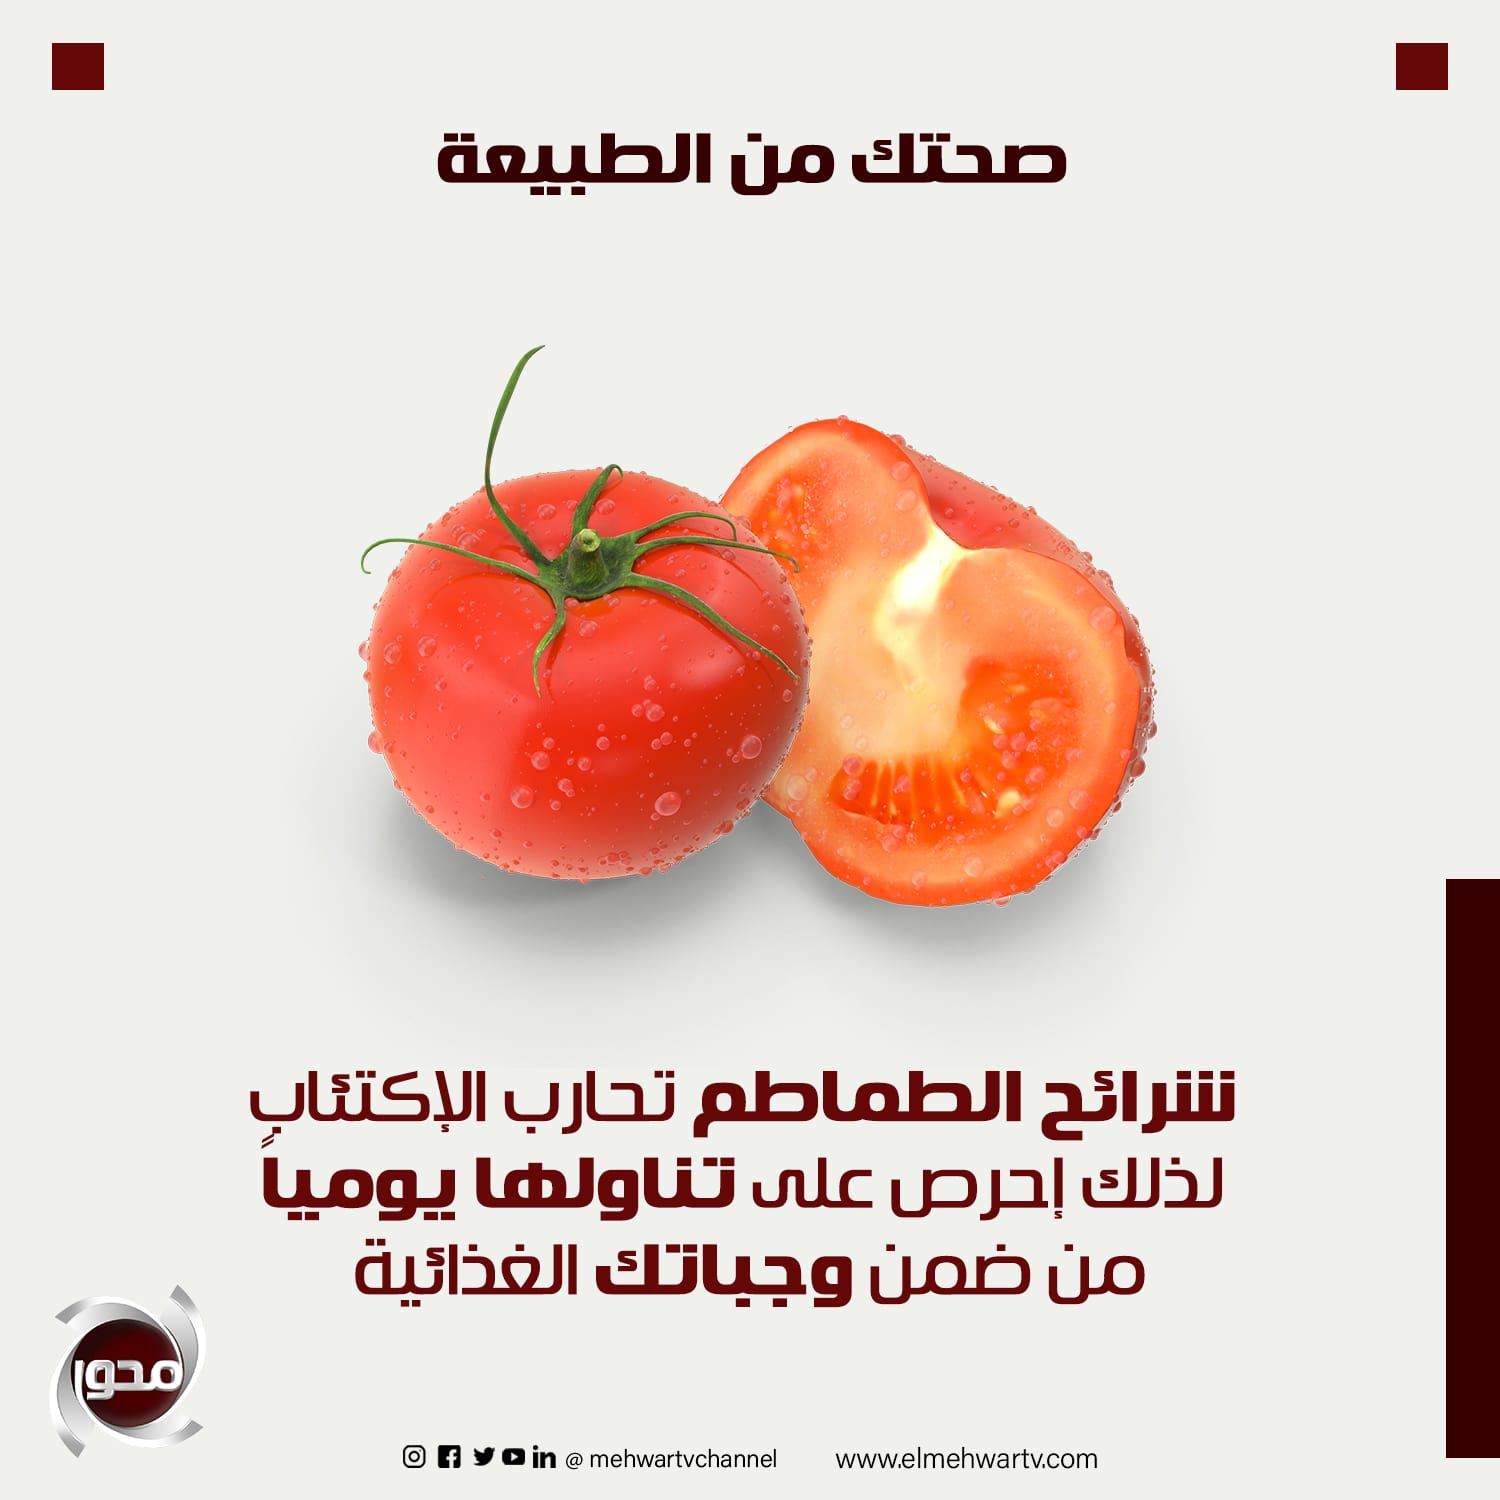 صحتك من الطبيعة
شرائح الطماطم تحارب الإكتئاب
لذلك إحرص على تناولها يومياً
من ضمن وجباتك الغذائية
محور
@ mehwartvchannel www.elmehwartv.com